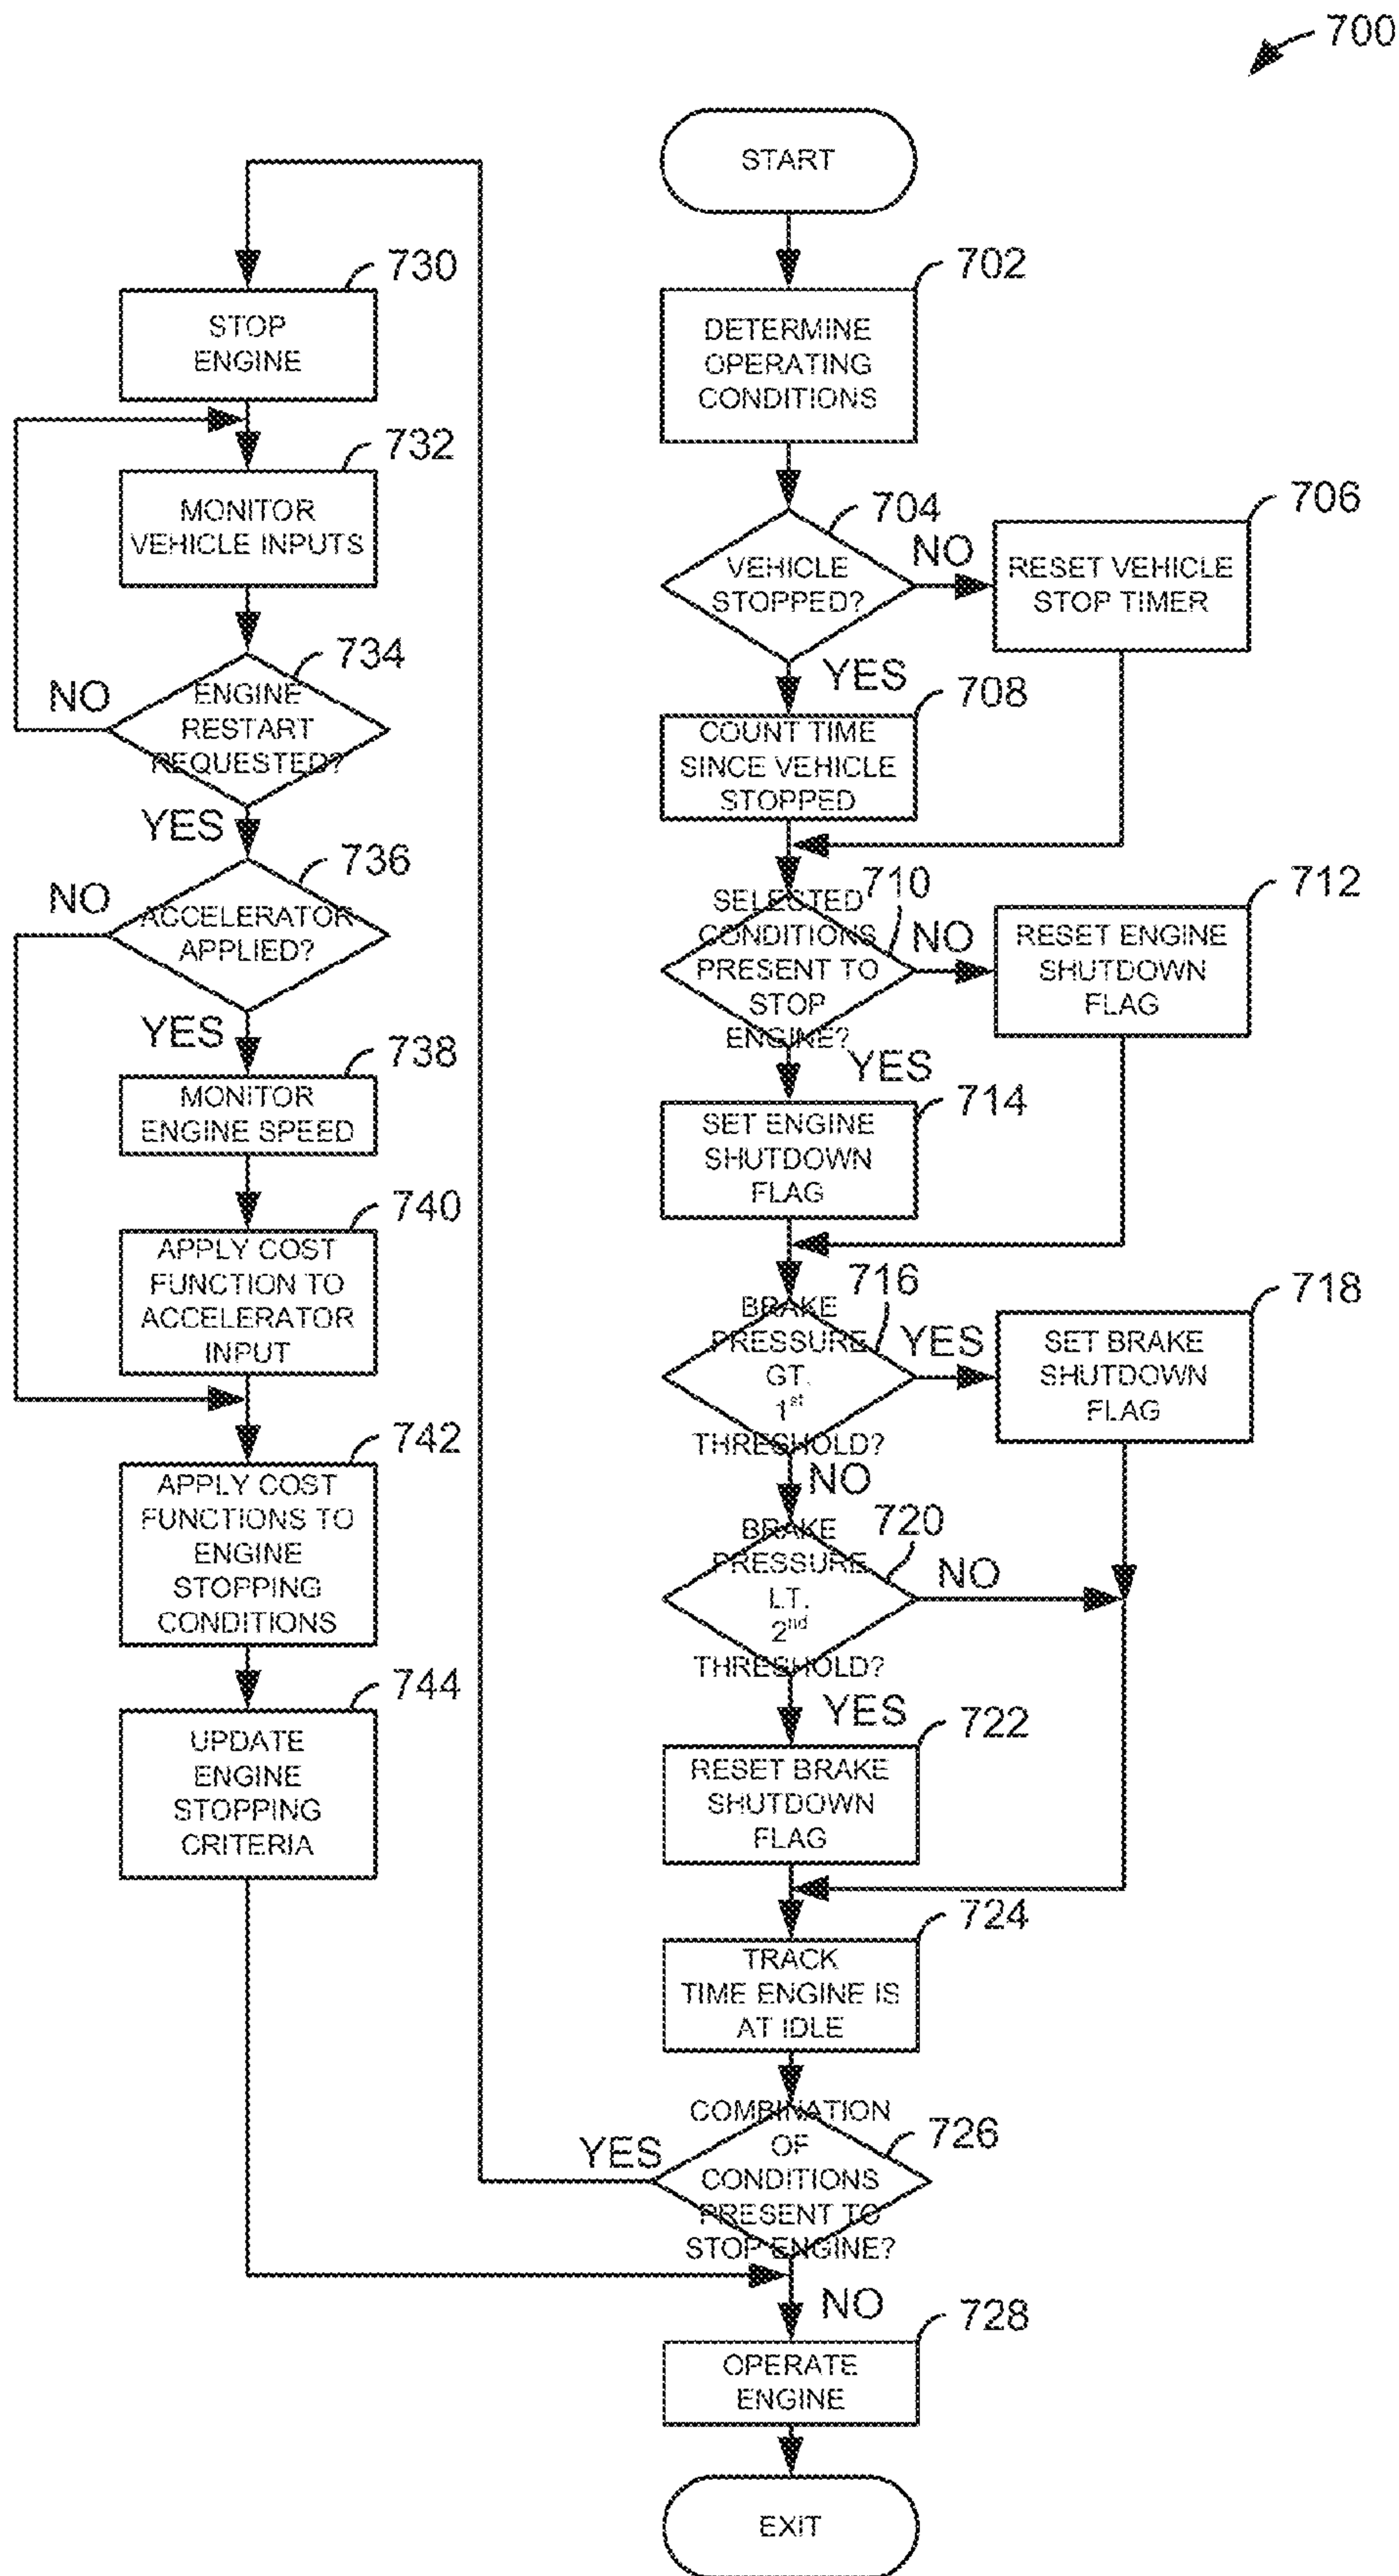 700
START
702
DETERMINE
OPERATING
CONDITIONS
704
VEHICLE
STOPPED?
NO
706
RESET VEHICLE
STOP TIMER
YES
708
COUNT TIME
SINCE VEHICLE
STOPPED
710
SELECTED
CONDITIONS
PRESENT TO
STOP
ENGINE?
NO
712
RESET ENGINE
SHUTDOWN
FLAG
YES
714
SET ENGINE
SHUTDOWN
FLAG
716
BRAKE
PRESSURE
GT.
1st
THRESHOLD?
YES
718
SET BRAKE
SHUTDOWN
FLAG
NO
720
BRAKE
PRESSURE
LT.
2nd
THRESHOLD?
NO
YES
722
RESET BRAKE
SHUTDOWN
FLAG
724
TRACK
TIME ENGINE IS
AT IDLE
726
COMBINATION
OF
CONDITIONS
PRESENT TO
STOP ENGINE?
YES
NO
728
OPERATE
ENGINE
EXIT
730
STOP
ENGINE
732
MONITOR
VEHICLE INPUTS
734
ENGINE
RESTART
REQUESTED?
NO
YES
736
ACCELERATOR
APPLIED?
NO
YES
738
MONITOR
ENGINE SPEED
740
APPLY COST
FUNCTION TO
ACCELERATOR
INPUT
742
APPLY COST
FUNCTIONS TO
ENGINE
STOPPING
CONDITIONS
744
UPDATE
ENGINE
STOPPING
CRITERIA